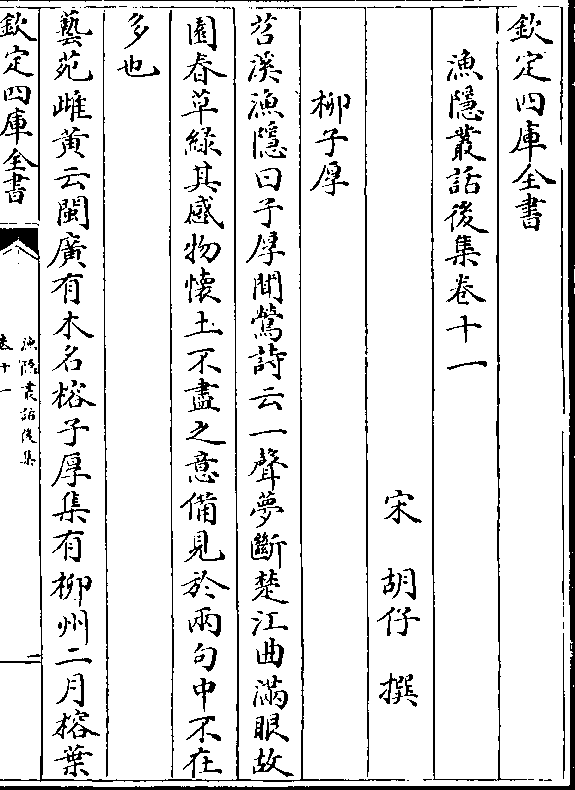 欽定四庫全書
漁隱叢話後集卷十一
宋 胡仔 撰
柳子厚
苕溪漁隱曰子厚聞鶯詩云一聲夢斷楚江曲滿眼故
園春草綠其感物懷土不盡之意備見於兩句中不在
多也
藝苑雌黃云閩廣有木名榕子厚集有柳州二月榕葉
欽定四庫全書
漁隱叢話後集
卷十一
二